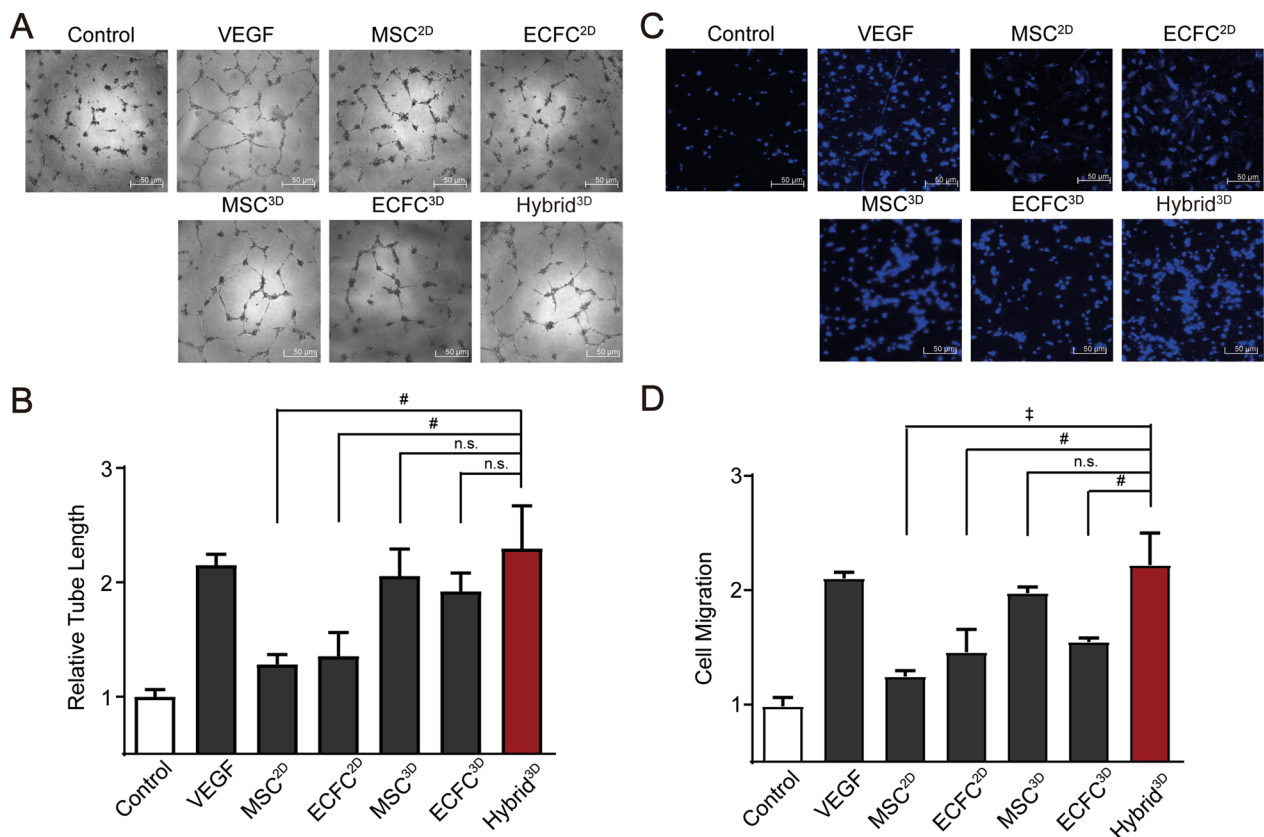 A
Control VEGF MSC2D ECFC2D
50 µm 50 µm 50 µm 50 µm
MSC3D ECFC3D Hybrid3D
50 µm 50 µm 50 µm
B
#
#
n.s.
n.s.
Relative Tube Length
3
2
1
Control VEGF MSC2D ECFC2D MSC3D ECFC3D Hybrid3D
C
Control VEGF MSC2D ECFC2D
50 µm 50 µm 50 µm 50 µm
MSC3D ECFC3D Hybrid3D
50 µm 50 µm 50 µm
D
‡
#
n.s.
#
Cell Migration
3
2
1
Control VEGF MSC2D ECFC2D MSC3D ECFC3D Hybrid3D